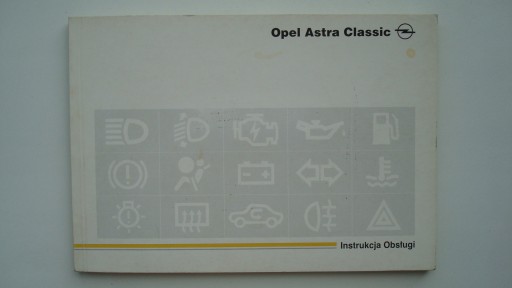 Opel Astra Classic
Instrukcja Obsługi